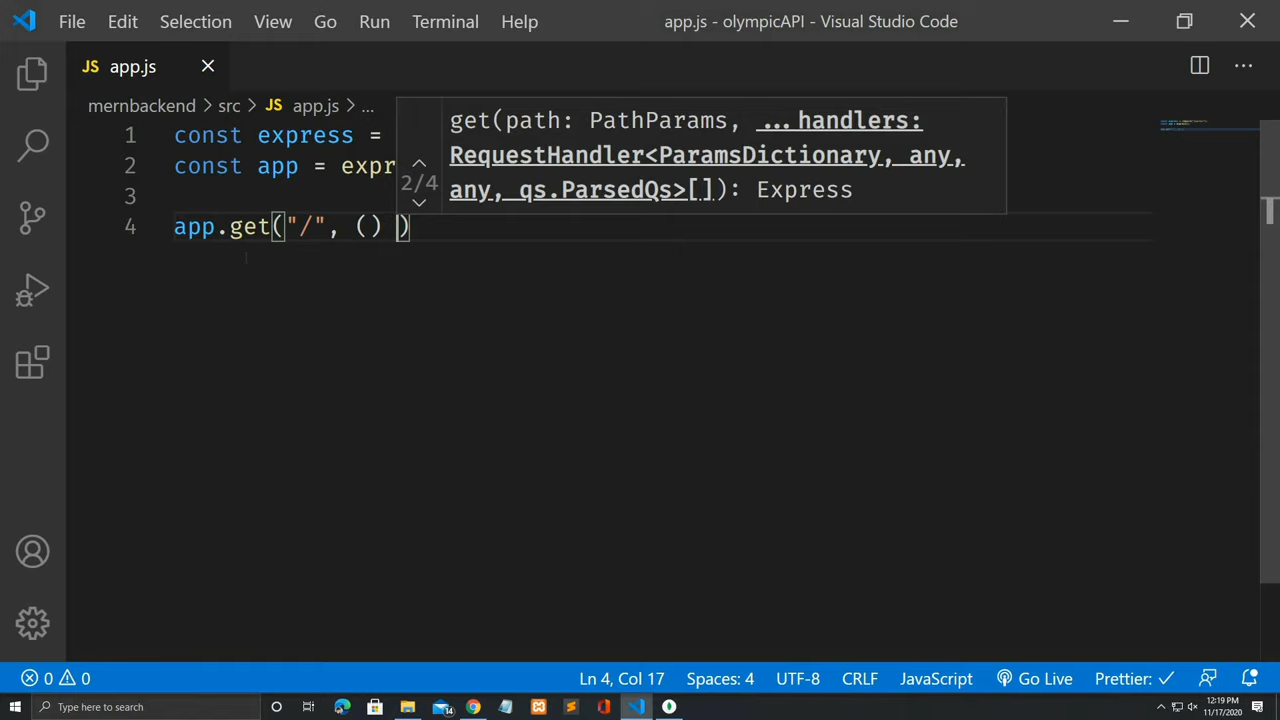 File Edit Selection View Go Run Terminal Help app.js - olympicAPI - Visual Studio Code
JS app.js
mernbackend > src > JS app.js > ...
get(path: PathParams, ...handlers:
RequestHandler<ParamsDictionary, any,
any, qs.ParsedQs>[]): Express
2/4
1 const express =
2 const app = expr
3
4 app.get("/", () )
0 0 Ln 4, Col 17 Spaces: 4 UTF-8 CRLF JavaScript Go Live Prettier: ✓
Type here to search 14 12:19 PM
11/17/2020